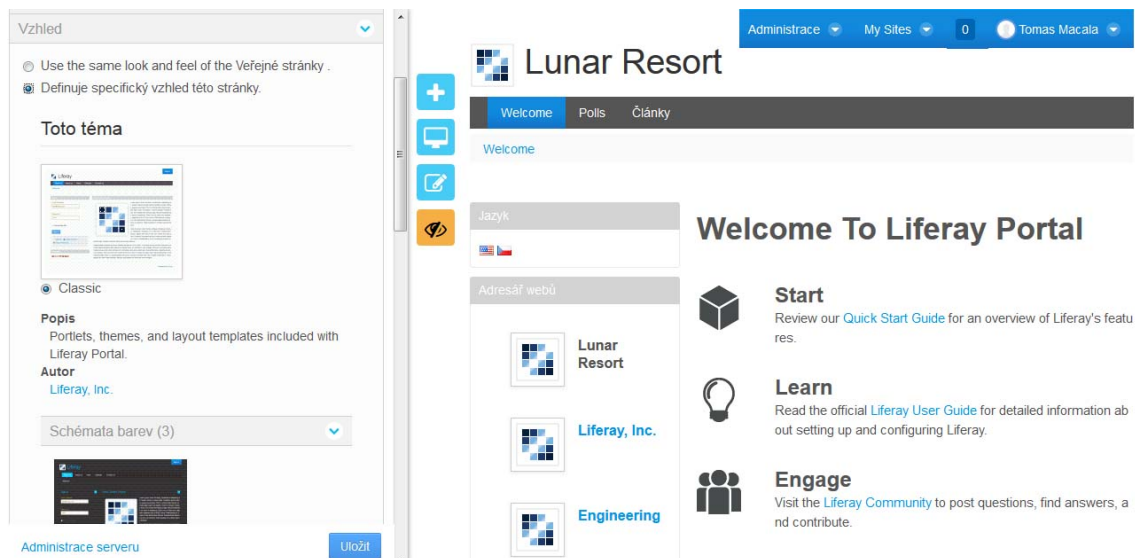 Vzhled
Use the same look and feel of the Veřejné stránky .
Definuje specifický vzhled této stránky.
Toto téma
Liferay
Classic
Popis
Portlets, themes, and layout templates included with
Liferay Portal.
Autor
Liferay, Inc.
Schémata barev (3)
Administrace serveru
Uložit
Administrace
My Sites
0
Tomas Macala
Lunar Resort
Welcome
Polls
Články
Welcome
Jazyk
Adresář webů
Lunar
Resort
Liferay, Inc.
Engineering
Welcome To Liferay Portal
Start
Review our Quick Start Guide for an overview of Liferay's featu
res.
Learn
Read the official Liferay User Guide for detailed information ab
out setting up and configuring Liferay.
Engage
Visit the Liferay Community to post questions, find answers, a
nd contribute.